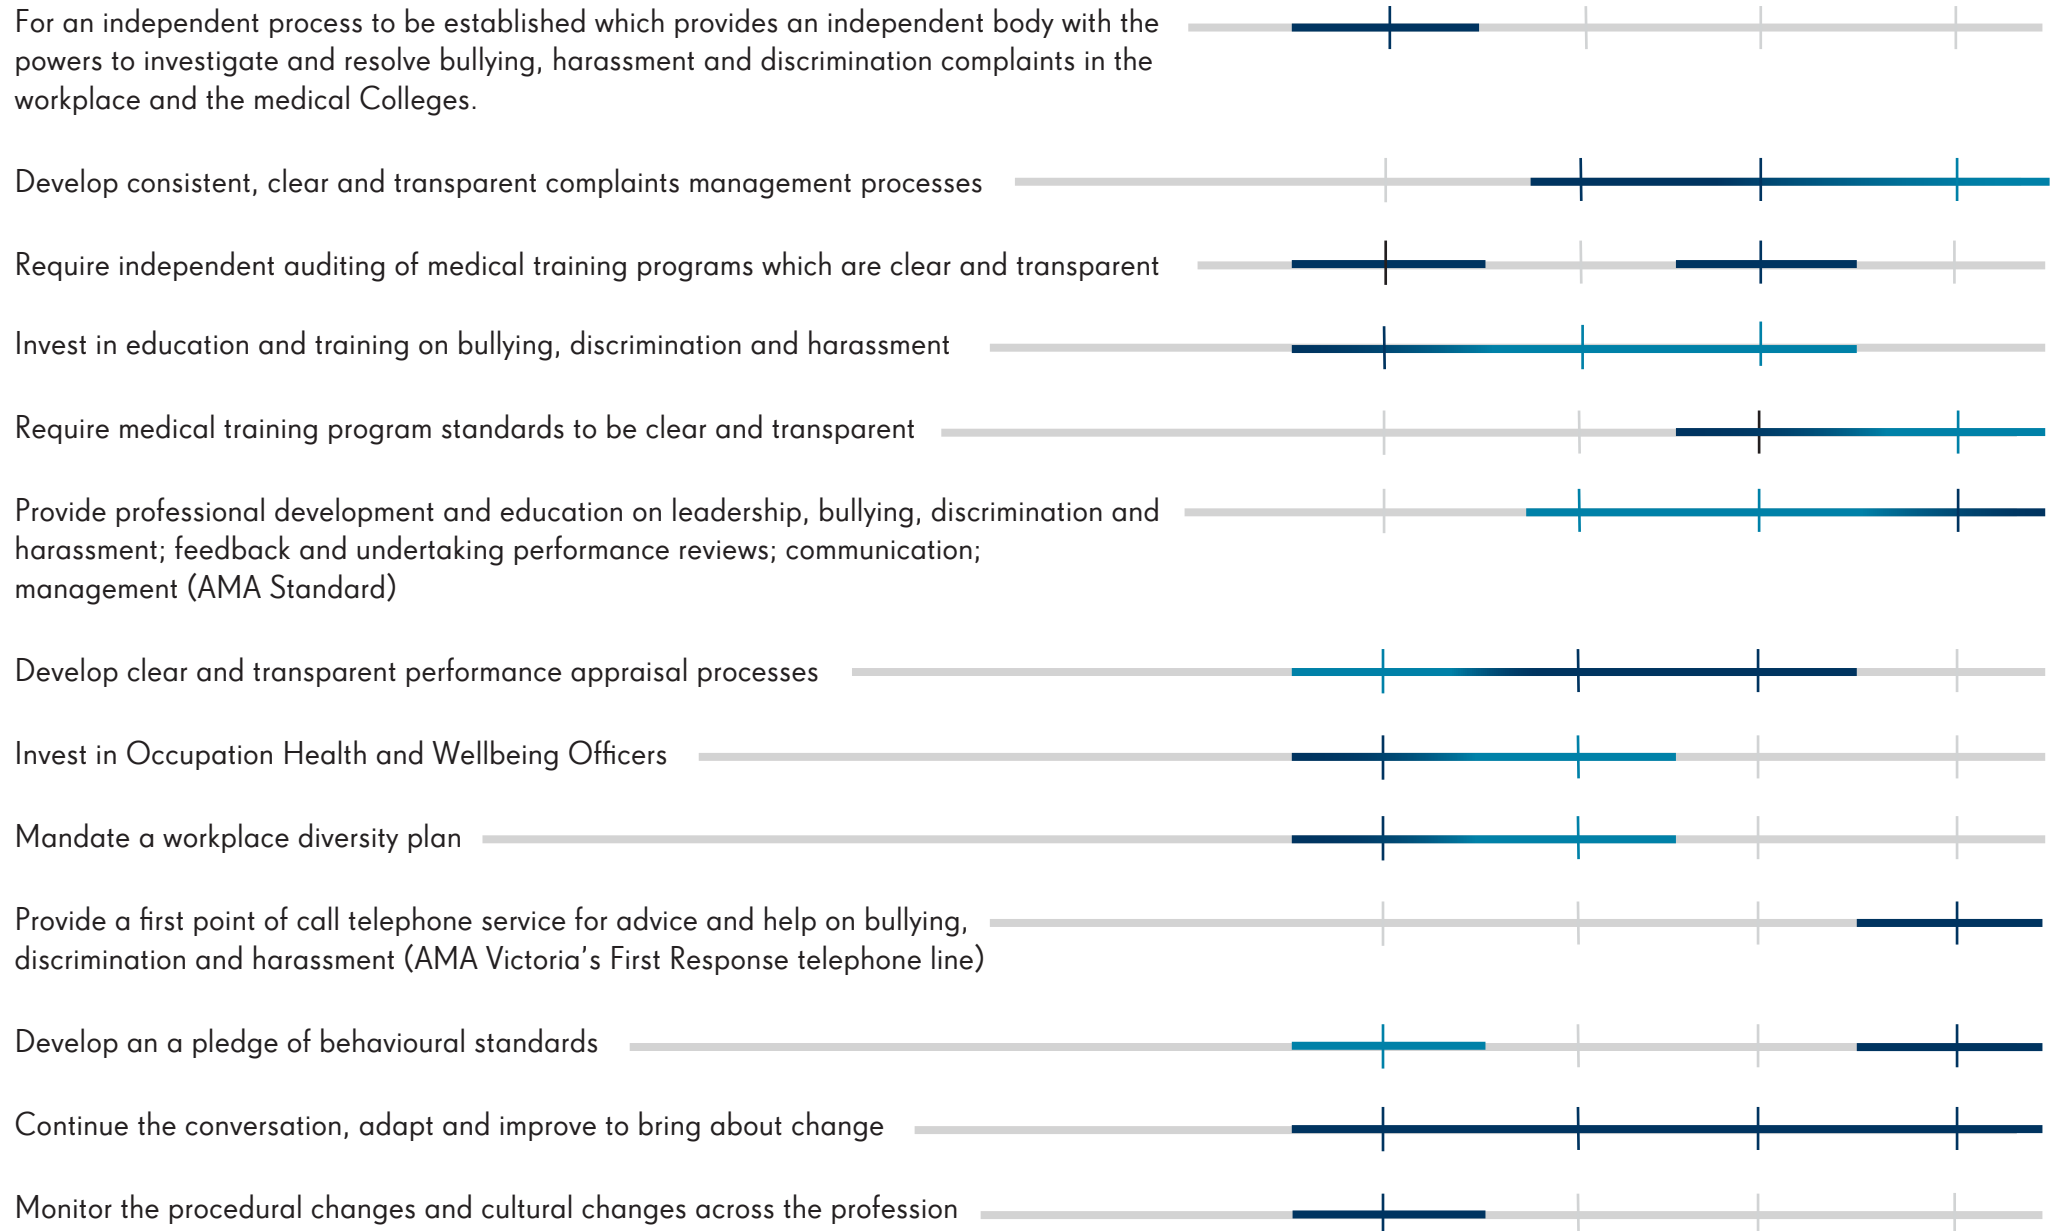 For an independent process to be established which provides an independent body with the
powers to investigate and resolve bullying, harassment and discrimination complaints in the
workplace and the medical Colleges.
Develop consistent, clear and transparent complaints management processes
Require independent auditing of medical training programs which are clear and transparent
Invest in education and training on bullying, discrimination and harassment
Require medical training program standards to be clear and transparent
Provide professional development and education on leadership, bullying, discrimination and
harassment; feedback and undertaking performance reviews; communication;
management (AMA Standard)
Develop clear and transparent performance appraisal processes
Invest in Occupation Health and Wellbeing Officers
Mandate a workplace diversity plan
Provide a first point of call telephone service for advice and help on bullying,
discrimination and harassment (AMA Victoria’s First Response telephone line)
Develop an a pledge of behavioural standards
Continue the conversation, adapt and improve to bring about change
Monitor the procedural changes and cultural changes across the profession